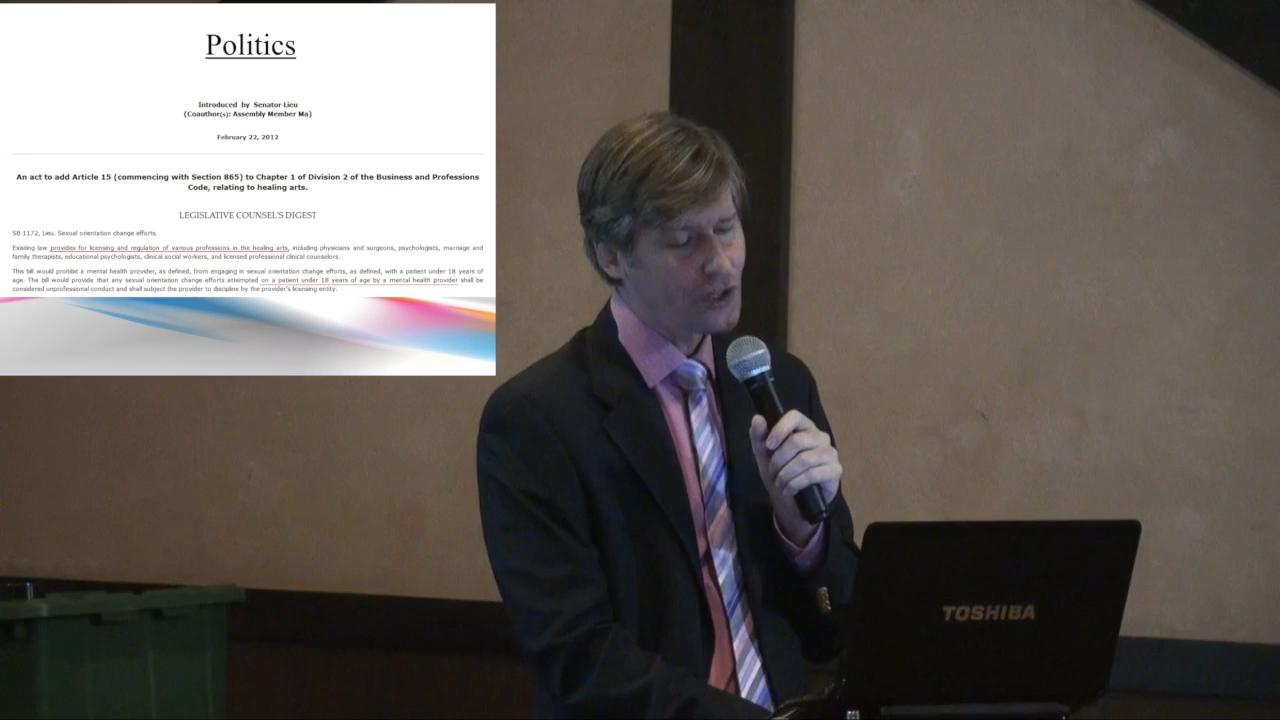 Politics
Introduced by Senator Lieu
(Coauthor(s): Assembly Member Ma)
February 22, 2012
An act to add Article 15 (commencing with Section 865) to Chapter 1 of Division 2 of the Business and Professions
Code, relating to healing arts.
LEGISLATIVE COUNSEL'S DIGEST
SB 1172, Lieu. Sexual orientation change efforts.
Existing law provides for licensing and regulation of various professions in the healing arts, including physicians and surgeons, psychologists, marriage and
family therapists, educational psychologists, clinical social workers, and licensed professional clinical counselors.
This bill would prohibit a mental health provider, as defined, from engaging in sexual orientation change efforts, as defined, with a patient under 18 years of
age. The bill would provide that any sexual orientation change efforts attempted on a patient under 18 years of age by a mental health provider shall be
considered unprofessional conduct and shall subject the provider to discipline by the provider's licensing entity.
TOSHIBA